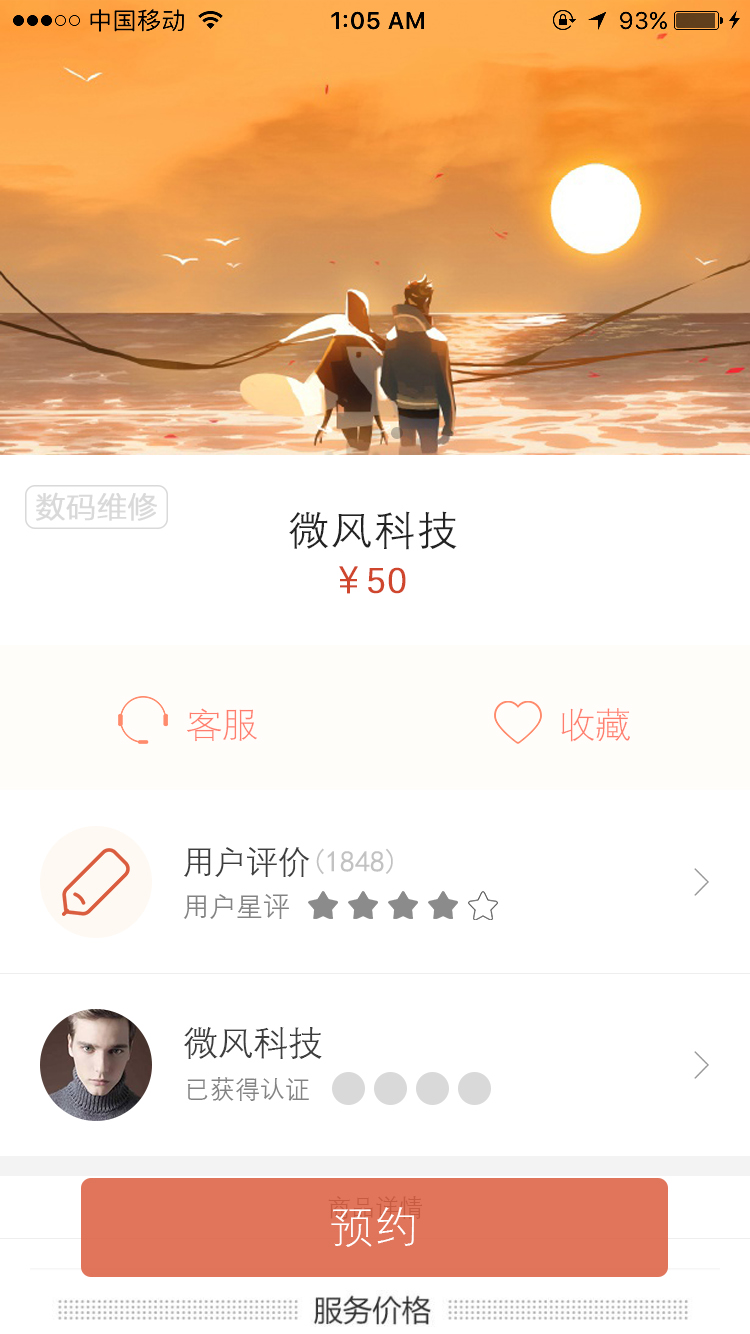 中国移动 1:05 AM 93%
数码维修
微风科技
¥50
客服 收藏
用户评价(1848)
用户星评
微风科技
已获得认证
商品详情
预约
服务价格